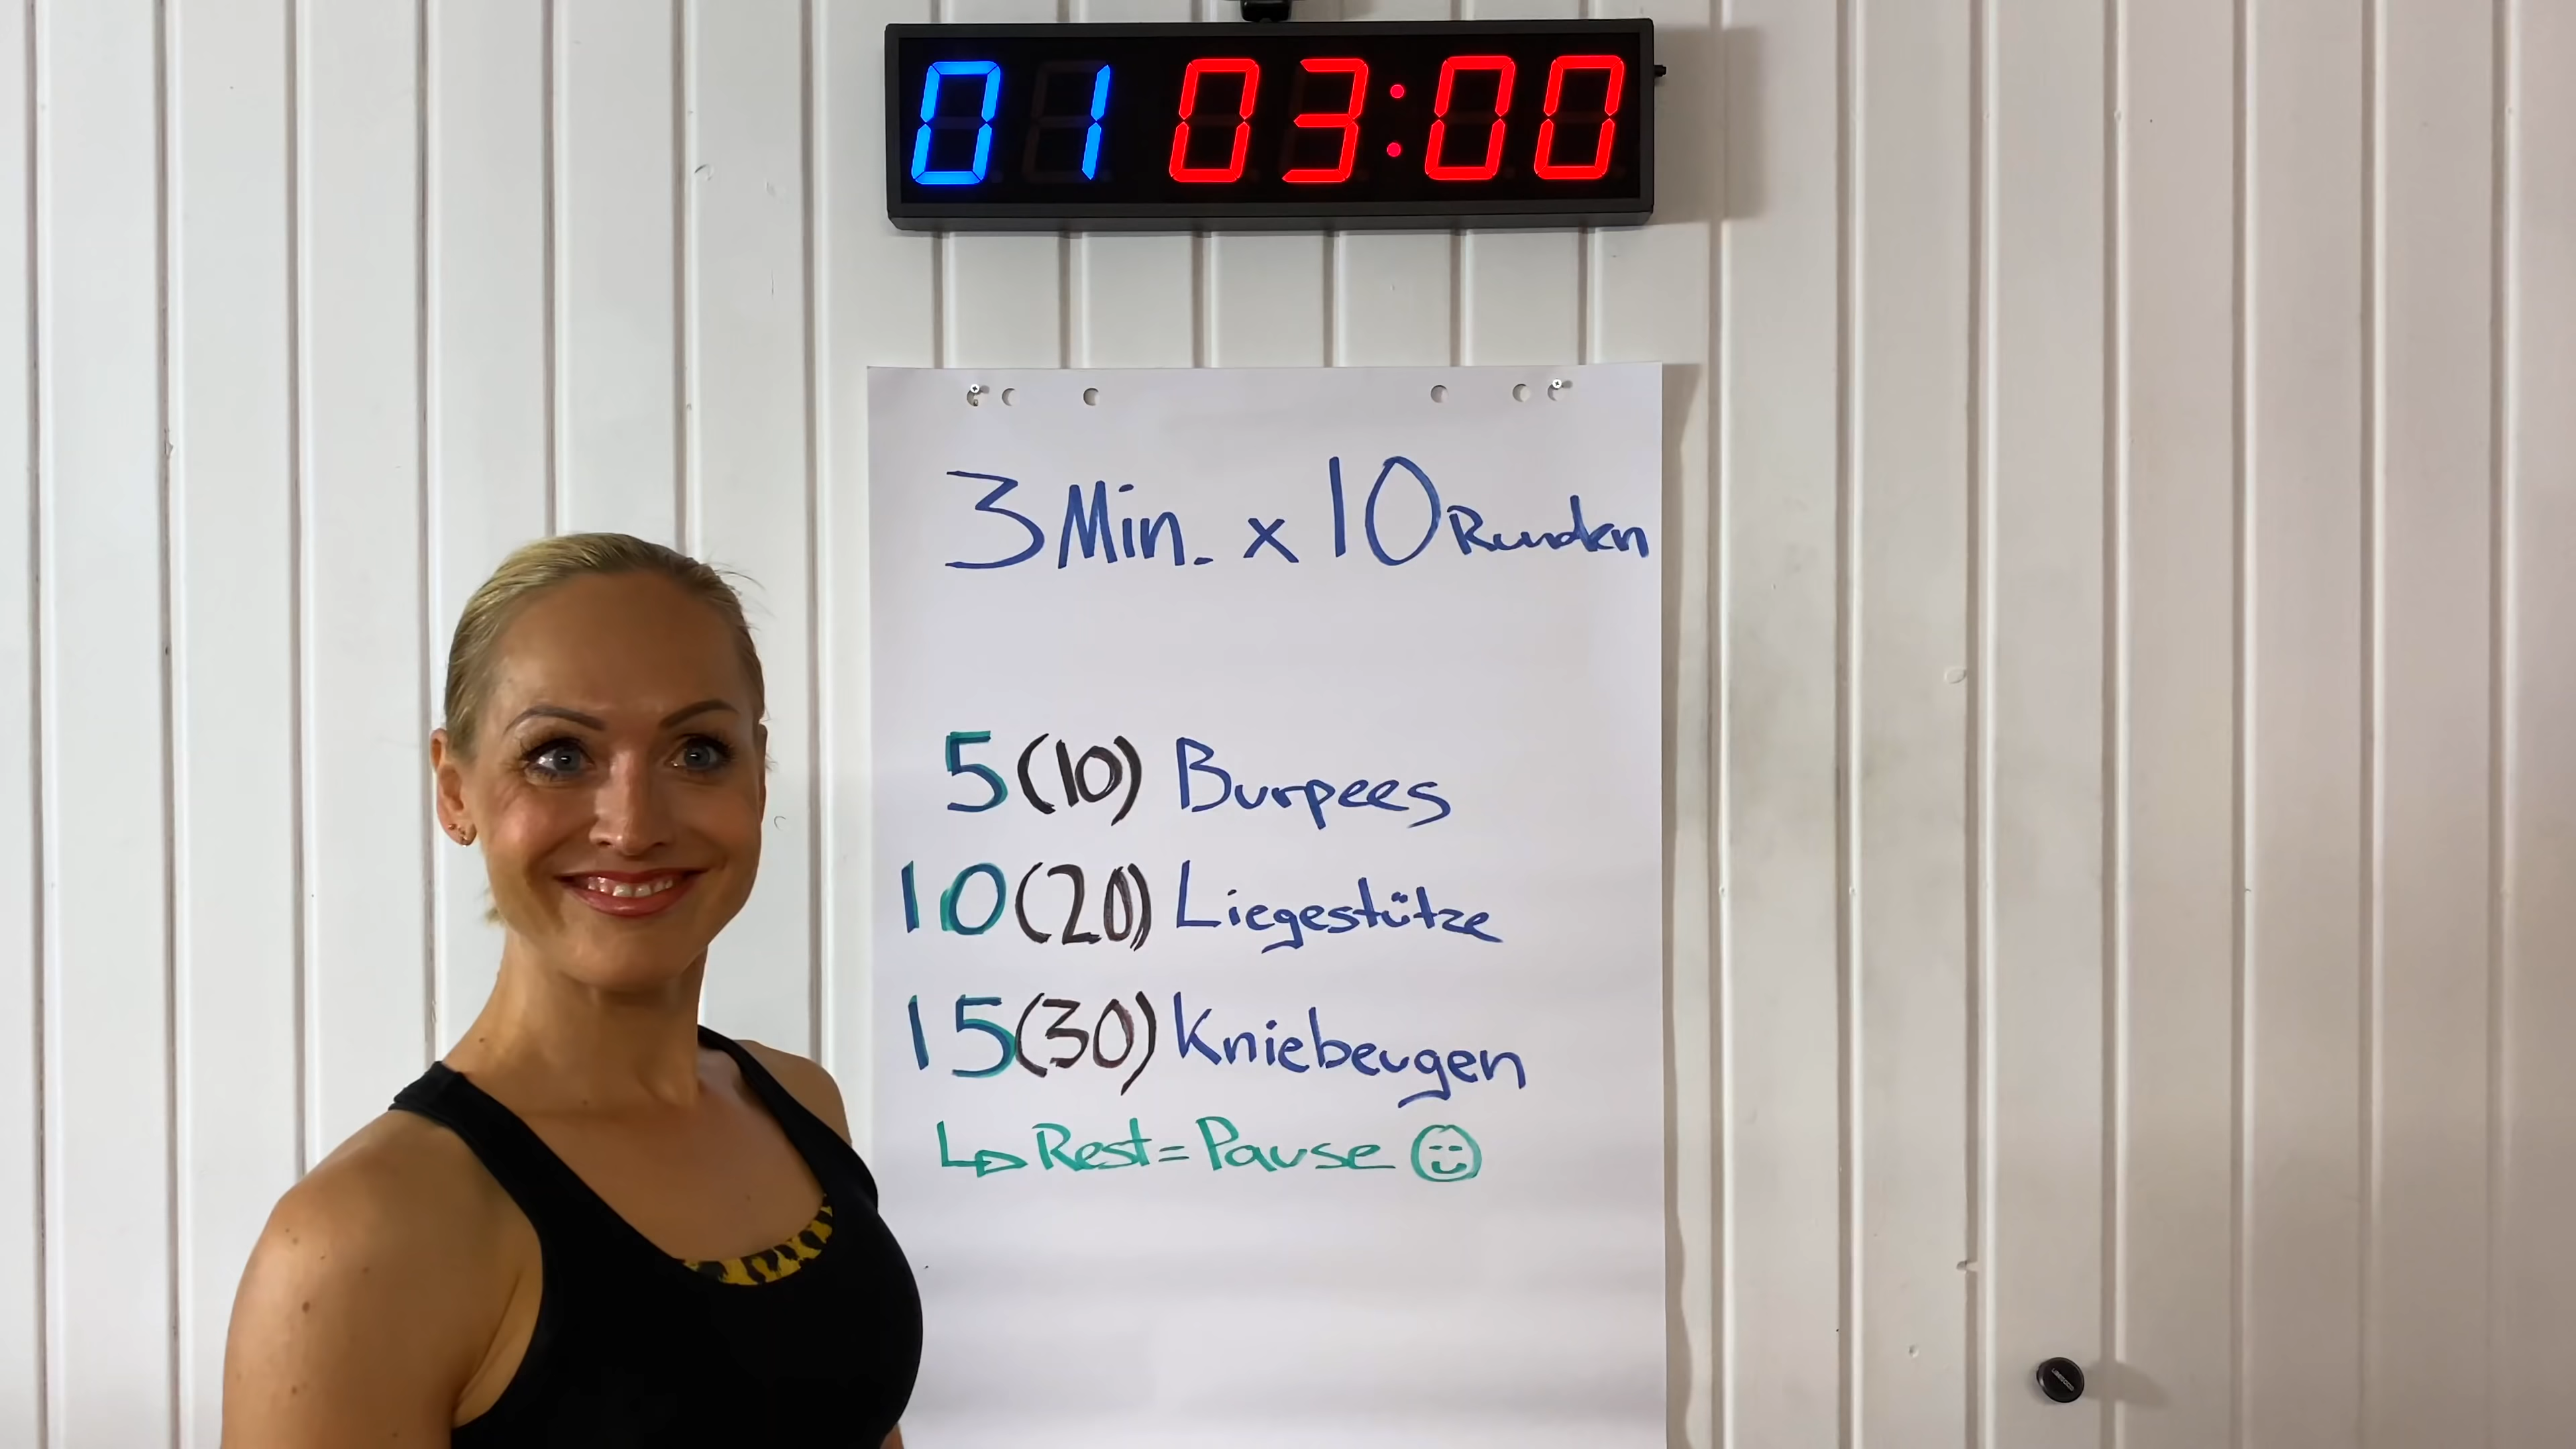 01 03:00
3 Min. x 10 Runden
5 (10) Burpees
10 (20) Liegestütze
15 (30) Kniebeugen
↳ Rest = Pause ☺